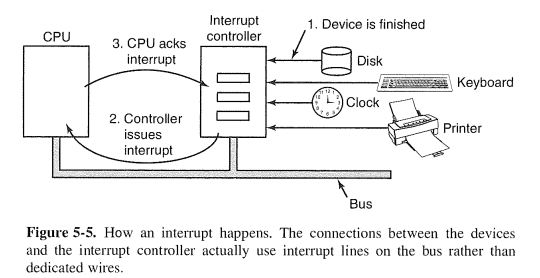 CPU
Interrupt
controller
1. Device is finished
3. CPU acks
interrupt
Disk
Keyboard
Clock
Printer
2. Controller
issues
interrupt
Bus
Figure 5-5. How an interrupt happens. The connections between the devices
and the interrupt controller actually use interrupt lines on the bus rather than
dedicated wires.